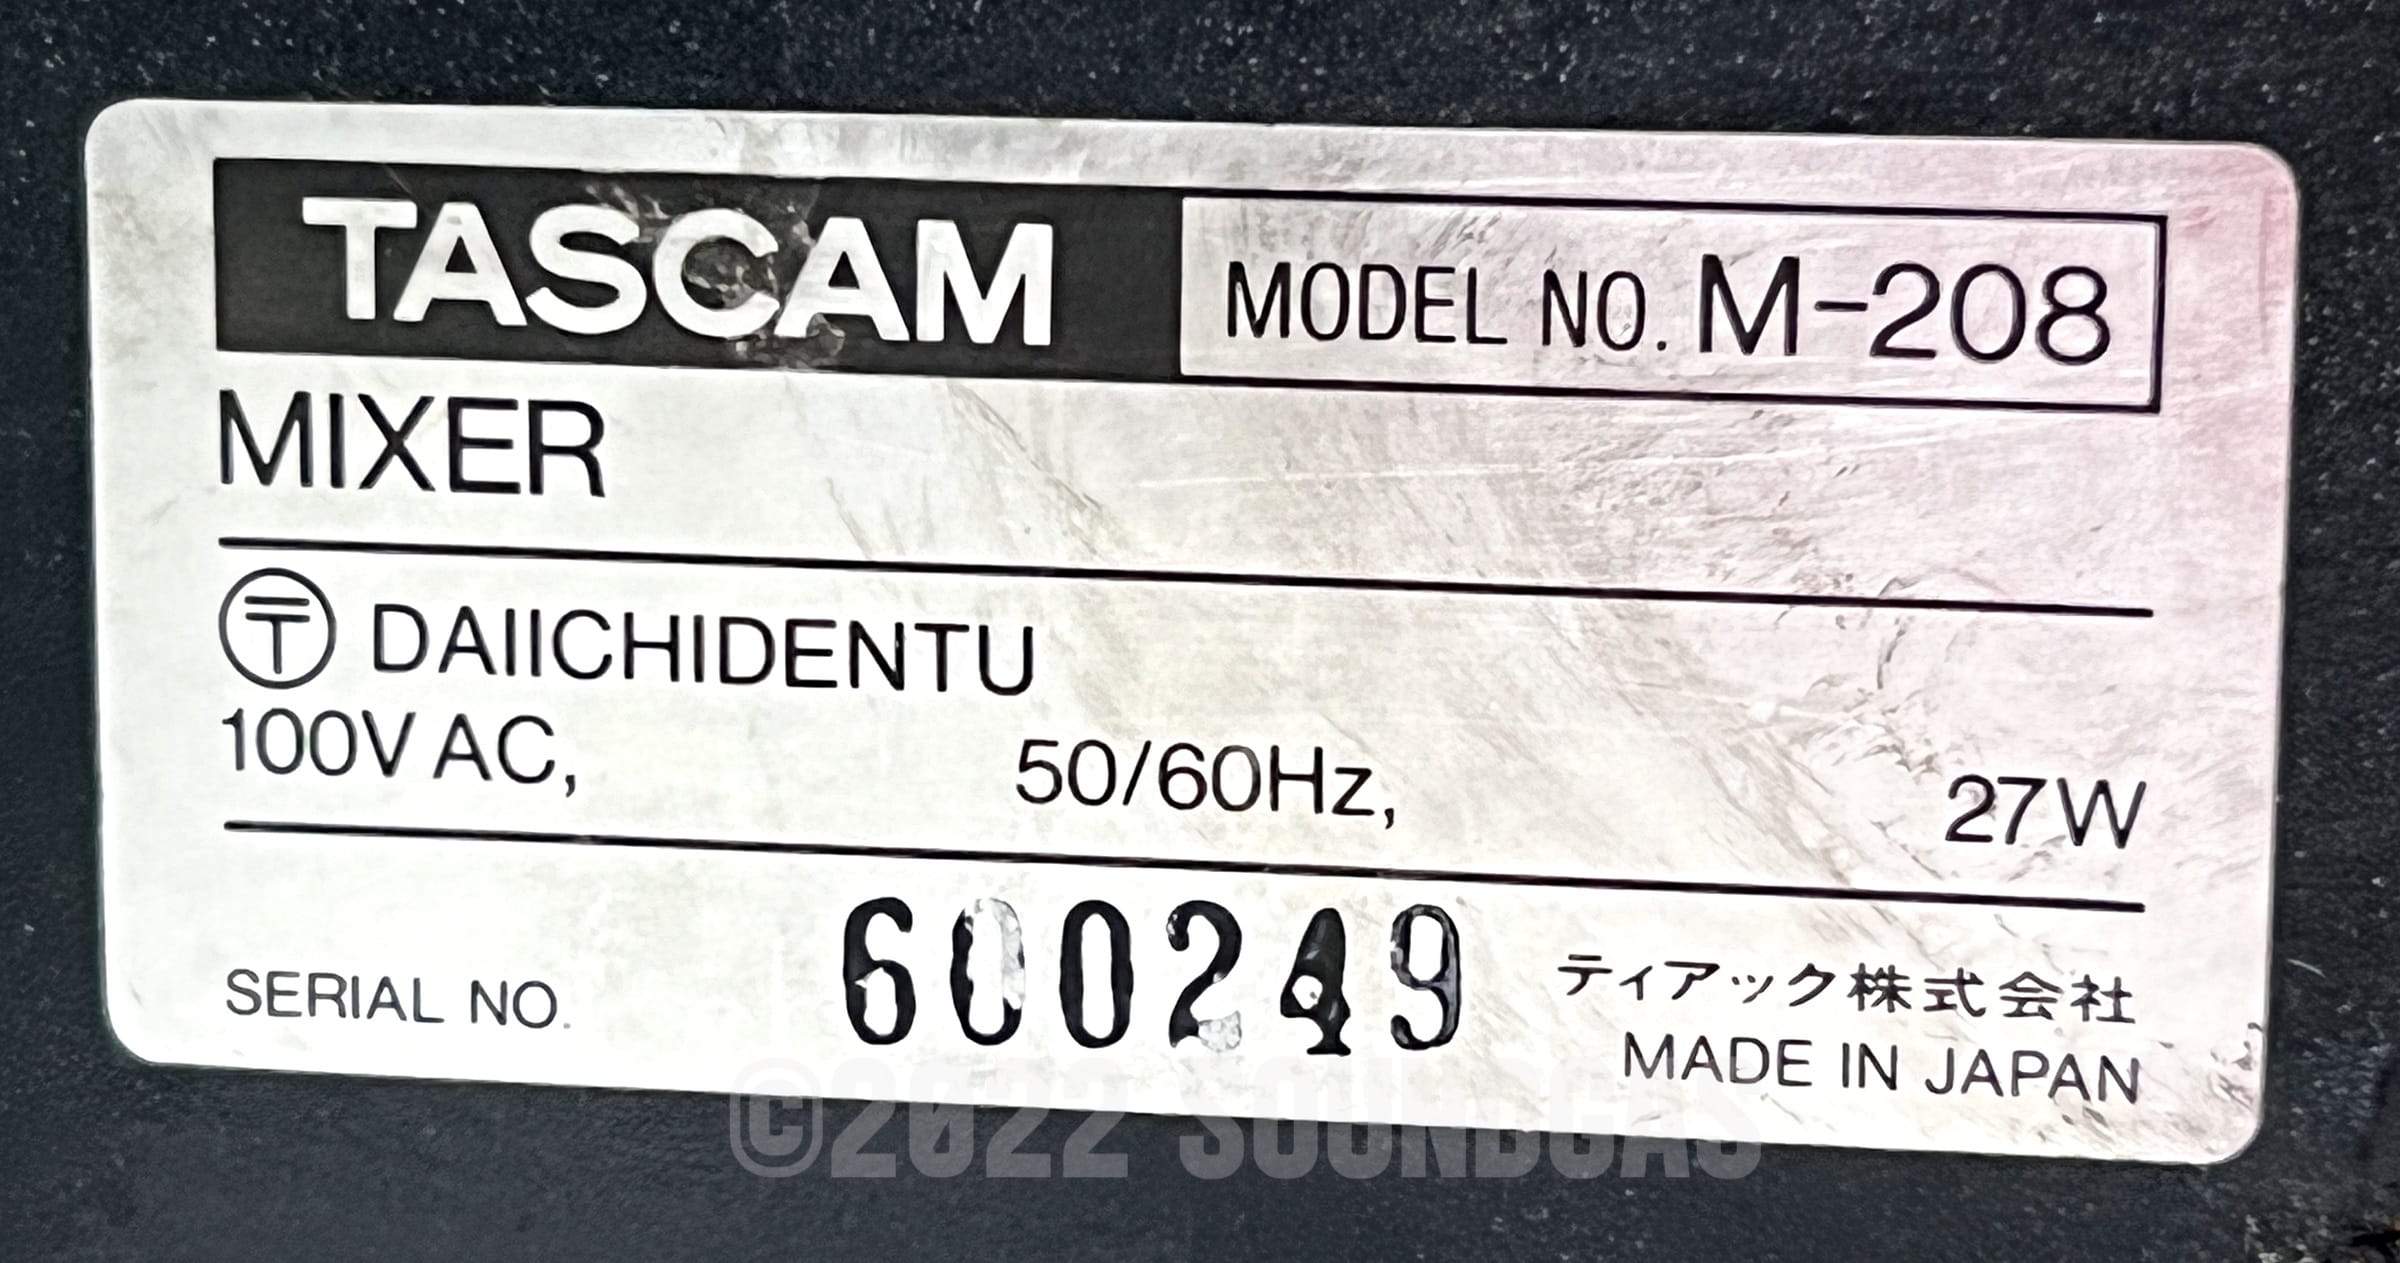 TASCAM MODEL NO. M-208
MIXER
〒 DAIICHIDENTU
100V AC, 50/60Hz, 27W
SERIAL NO. 600249
ティアック株式会社
MADE IN JAPAN
©2022 SOUNDGAS